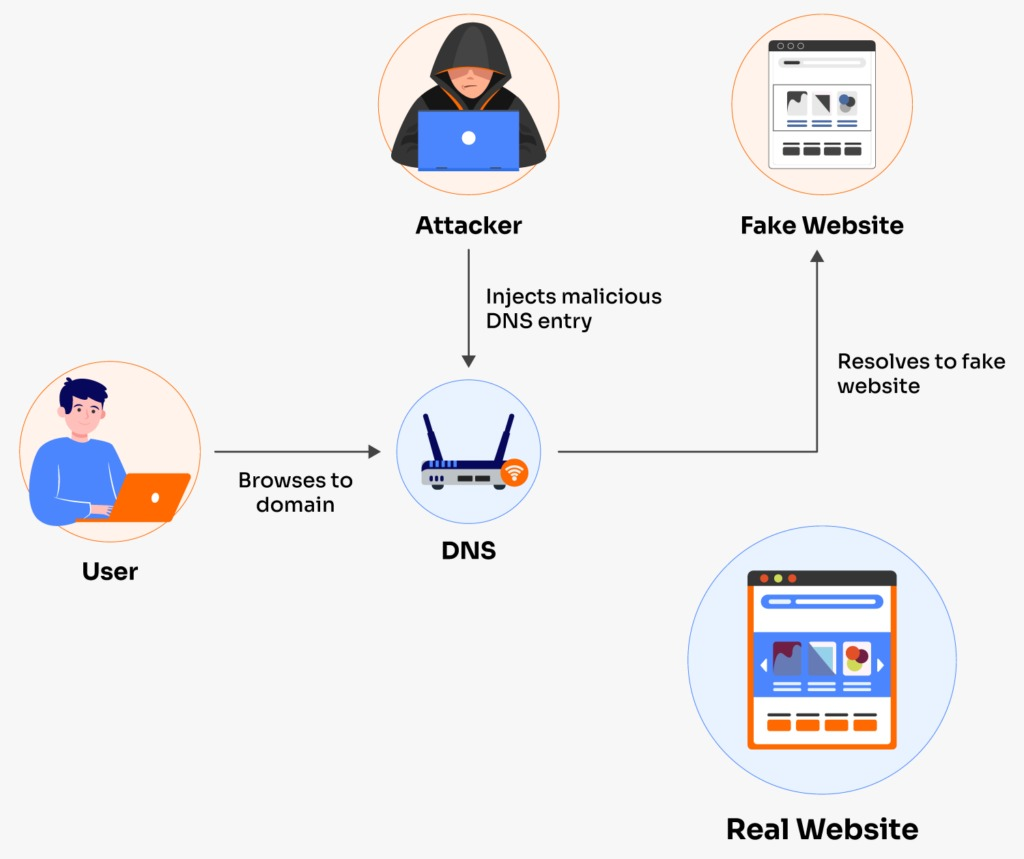 Attacker
Fake Website
Injects malicious
DNS entry
Resolves to fake
website
Browses to
domain
DNS
User
Real Website